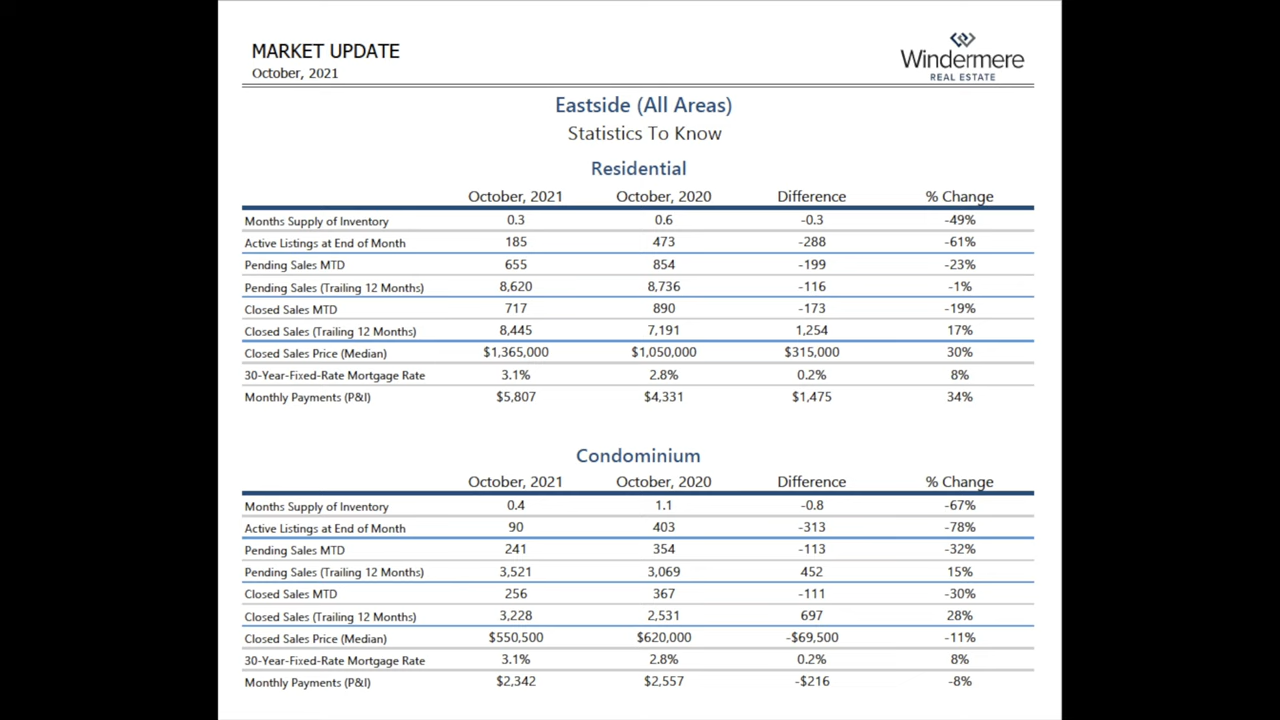 MARKET UPDATE
October, 2021
Windermere
REAL ESTATE
Eastside (All Areas)
Statistics To Know
Residential
October, 2021 October, 2020 Difference % Change
Months Supply of Inventory 0.3 0.6 -0.3 -49%
Active Listings at End of Month 185 473 -288 -61%
Pending Sales MTD 655 854 -199 -23%
Pending Sales (Trailing 12 Months) 8,620 8,736 -116 -1%
Closed Sales MTD 717 890 -173 -19%
Closed Sales (Trailing 12 Months) 8,445 7,191 1,254 17%
Closed Sales Price (Median) $1,365,000 $1,050,000 $315,000 30%
30-Year-Fixed-Rate Mortgage Rate 3.1% 2.8% 0.2% 8%
Monthly Payments (P&I) $5,807 $4,331 $1,475 34%
Condominium
October, 2021 October, 2020 Difference % Change
Months Supply of Inventory 0.4 1.1 -0.8 -67%
Active Listings at End of Month 90 403 -313 -78%
Pending Sales MTD 241 354 -113 -32%
Pending Sales (Trailing 12 Months) 3,521 3,069 452 15%
Closed Sales MTD 256 367 -111 -30%
Closed Sales (Trailing 12 Months) 3,228 2,531 697 28%
Closed Sales Price (Median) $550,500 $620,000 -$69,500 -11%
30-Year-Fixed-Rate Mortgage Rate 3.1% 2.8% 0.2% 8%
Monthly Payments (P&I) $2,342 $2,557 -$216 -8%